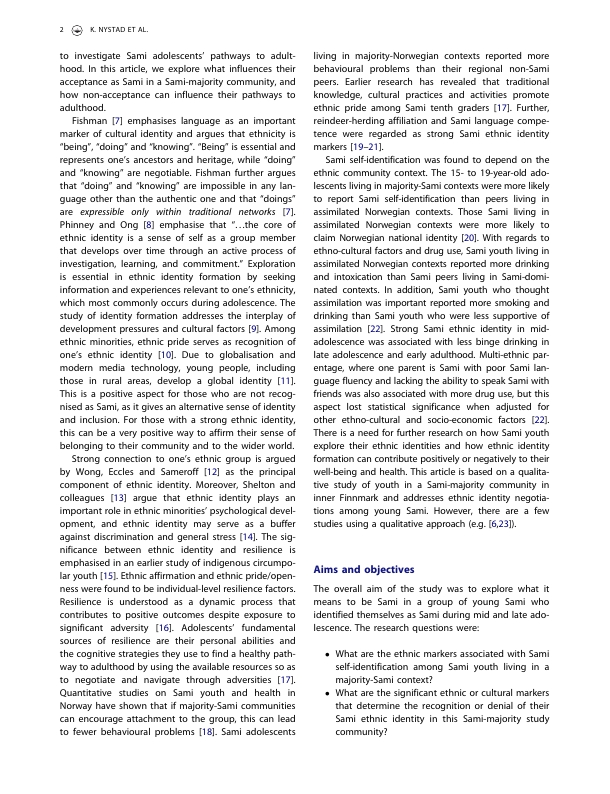 2 K. NYSTAD ET AL.
to investigate Sami adolescents' pathways to adult-
hood. In this article, we explore what influences their
acceptance as Sami in a Sami-majority community, and
how non-acceptance can influence their pathways to
adulthood.
Fishman [7] emphasises language as an important
marker of cultural identity and argues that ethnicity is
"being", "doing" and "knowing". "Being" is essential and
represents one's ancestors and heritage, while "doing"
and "knowing" are negotiable. Fishman further argues
that "doing" and "knowing" are impossible in any lan-
guage other than the authentic one and that "doings"
are expressible only within traditional networks [7].
Phinney and Ong [8] emphasise that "…the core of
ethnic identity is a sense of self as a group member
that develops over time through an active process of
investigation, learning, and commitment." Exploration
is essential in ethnic identity formation by seeking
information and experiences relevant to one's ethnicity,
which most commonly occurs during adolescence. The
study of identity formation addresses the interplay of
development pressures and cultural factors [9]. Among
ethnic minorities, ethnic pride serves as recognition of
one's ethnic identity [10]. Due to globalisation and
modern media technology, young people, including
those in rural areas, develop a global identity [11].
This is a positive aspect for those who are not recog-
nised as Sami, as it gives an alternative sense of identity
and inclusion. For those with a strong ethnic identity,
this can be a very positive way to affirm their sense of
belonging to their community and to the wider world.
Strong connection to one's ethnic group is argued
by Wong, Eccles and Sameroff [12] as the principal
component of ethnic identity. Moreover, Shelton and
colleagues [13] argue that ethnic identity plays an
important role in ethnic minorities' psychological devel-
opment, and ethnic identity may serve as a buffer
against discrimination and general stress [14]. The sig-
nificance between ethnic identity and resilience is
emphasised in an earlier study of indigenous circumpo-
lar youth [15]. Ethnic affirmation and ethnic pride/open-
ness were found to be individual-level resilience factors.
Resilience is understood as a dynamic process that
contributes to positive outcomes despite exposure to
significant adversity [16]. Adolescents' fundamental
sources of resilience are their personal abilities and
the cognitive strategies they use to find a healthy path-
way to adulthood by using the available resources so as
to negotiate and navigate through adversities [17].
Quantitative studies on Sami youth and health in
Norway have shown that if majority-Sami communities
can encourage attachment to the group, this can lead
to fewer behavioural problems [18]. Sami adolescents
living in majority-Norwegian contexts reported more
behavioural problems than their regional non-Sami
peers. Earlier research has revealed that traditional
knowledge, cultural practices and activities promote
ethnic pride among Sami tenth graders [17]. Further,
reindeer-herding affiliation and Sami language compe-
tence were regarded as strong Sami ethnic identity
markers [19–21].
Sami self-identification was found to depend on the
ethnic community context. The 15- to 19-year-old ado-
lescents living in majority-Sami contexts were more likely
to report Sami self-identification than peers living in
assimilated Norwegian contexts. Those Sami living in
assimilated Norwegian contexts were more likely to
claim Norwegian national identity [20]. With regards to
ethno-cultural factors and drug use, Sami youth living in
assimilated Norwegian contexts reported more drinking
and intoxication than Sami peers living in Sami-domi-
nated contexts. In addition, Sami youth who thought
assimilation was important reported more smoking and
drinking than Sami youth who were less supportive of
assimilation [22]. Strong Sami ethnic identity in mid-
adolescence was associated with less binge drinking in
late adolescence and early adulthood. Multi-ethnic par-
entage, where one parent is Sami with poor Sami lan-
guage fluency and lacking the ability to speak Sami with
friends was also associated with more drug use, but this
aspect lost statistical significance when adjusted for
other ethno-cultural and socio-economic factors [22].
There is a need for further research on how Sami youth
explore their ethnic identities and how ethnic identity
formation can contribute positively or negatively to their
well-being and health. This article is based on a qualita-
tive study of youth in a Sami-majority community in
inner Finnmark and addresses ethnic identity negotia-
tions among young Sami. However, there are a few
studies using a qualitative approach (e.g. [6,23]).
Aims and objectives
The overall aim of the study was to explore what it
means to be Sami in a group of young Sami who
identified themselves as Sami during mid and late ado-
lescence. The research questions were:
• What are the ethnic markers associated with Sami
self-identification among Sami youth living in a
majority-Sami context?
• What are the significant ethnic or cultural markers
that determine the recognition or denial of their
Sami ethnic identity in this Sami-majority study
community?